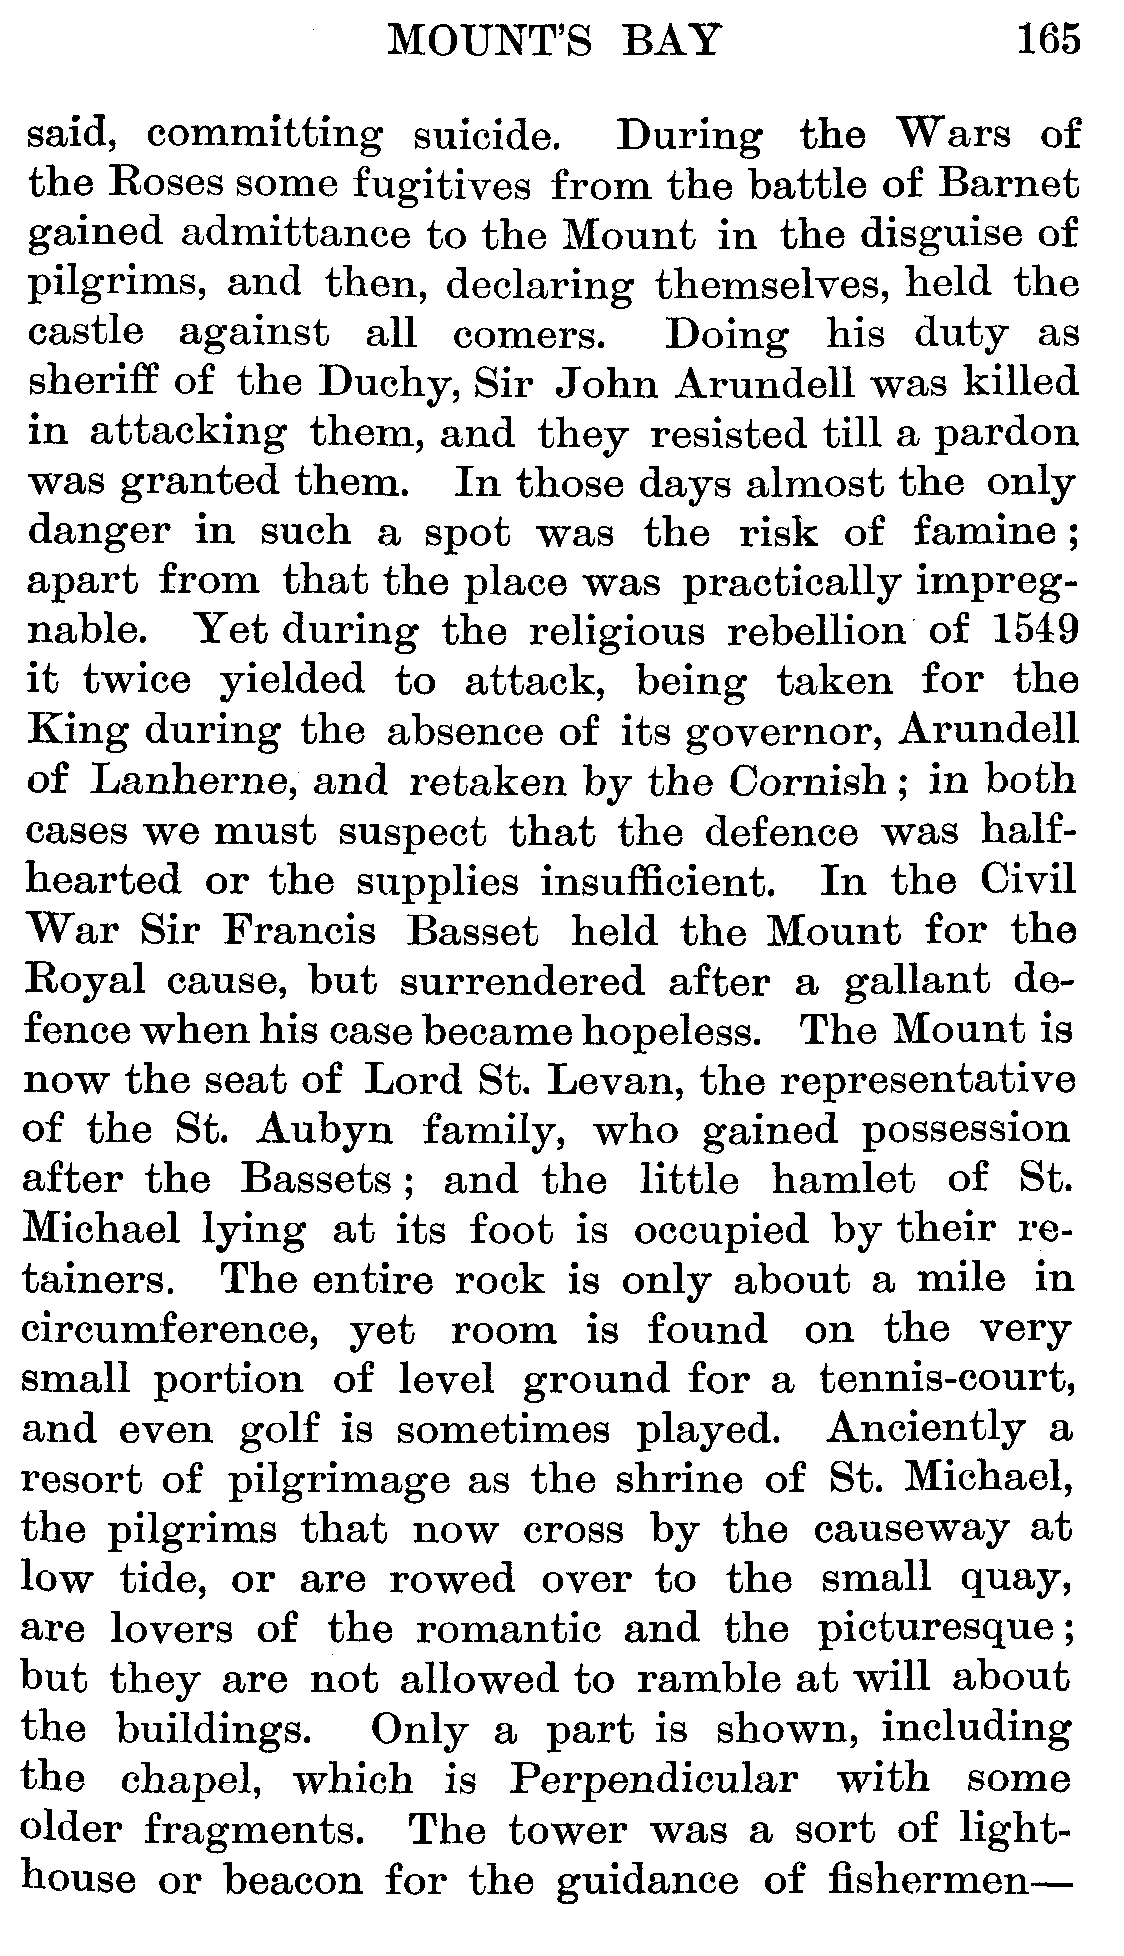 MOUNT'S BAY 165
said, committing suicide. During the Wars of
the Roses some fugitives from the battle of Barnet
gained admittance to the Mount in the disguise of
pilgrims, and then, declaring themselves, held the
castle against all comers. Doing his duty as
sheriff of the Duchy, Sir John Arundell was killed
in attacking them, and they resisted till a pardon
was granted them. In those days almost the only
danger in such a spot was the risk of famine ;
apart from that the place was practically impreg-
nable. Yet during the religious rebellion of 1549
it twice yielded to attack, being taken for the
King during the absence of its governor, Arundell
of Lanherne, and retaken by the Cornish ; in both
cases we must suspect that the defence was half-
hearted or the supplies insufficient. In the Civil
War Sir Francis Basset held the Mount for the
Royal cause, but surrendered after a gallant de-
fence when his case became hopeless. The Mount is
now the seat of Lord St. Levan, the representative
of the St. Aubyn family, who gained possession
after the Bassets ; and the little hamlet of St.
Michael lying at its foot is occupied by their re-
tainers. The entire rock is only about a mile in
circumference, yet room is found on the very
small portion of level ground for a tennis-court,
and even golf is sometimes played. Anciently a
resort of pilgrimage as the shrine of St. Michael,
the pilgrims that now cross by the causeway at
low tide, or are rowed over to the small quay,
are lovers of the romantic and the picturesque ;
but they are not allowed to ramble at will about
the buildings. Only a part is shown, including
the chapel, which is Perpendicular with some
older fragments. The tower was a sort of light-
house or beacon for the guidance of fishermen—